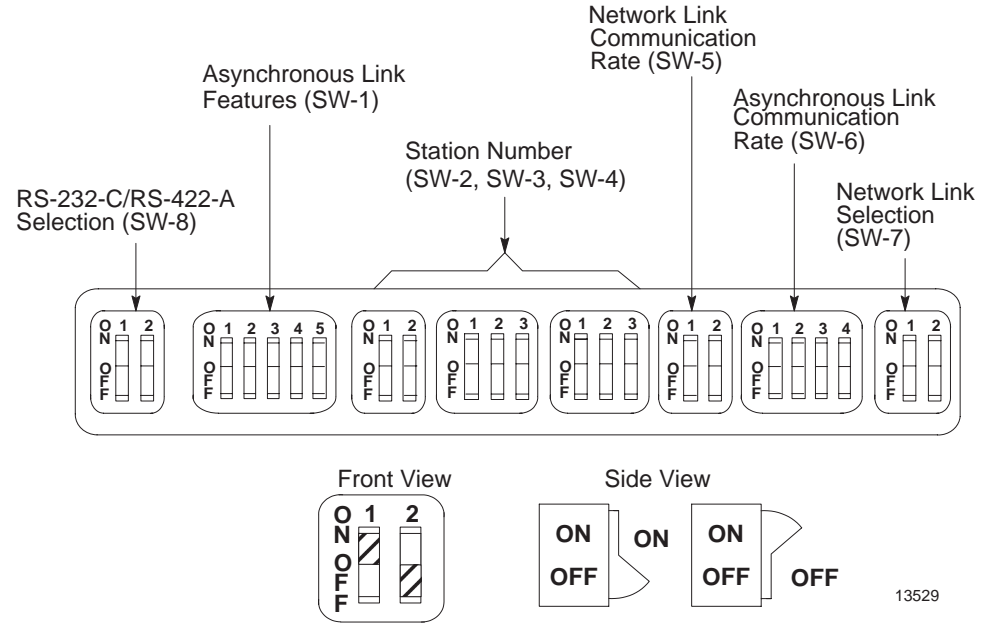 Network Link
Communication
Rate (SW-5)
Asynchronous Link
Features (SW-1)
Asynchronous Link
Communication
Rate (SW-6)
Station Number
(SW-2, SW-3, SW-4)
RS-232-C/RS-422-A
Selection (SW-8)
Network Link
Selection
(SW-7)
ON OFF 1 2
ON OFF 1 2 3 4 5
ON OFF 1 2
ON OFF 1 2 3
ON OFF 1 2 3
ON OFF 1 2
ON OFF 1 2 3 4
ON OFF 1 2
Front View
ON OFF 1 2
Side View
ON
OFF
ON
ON
OFF
OFF
13529